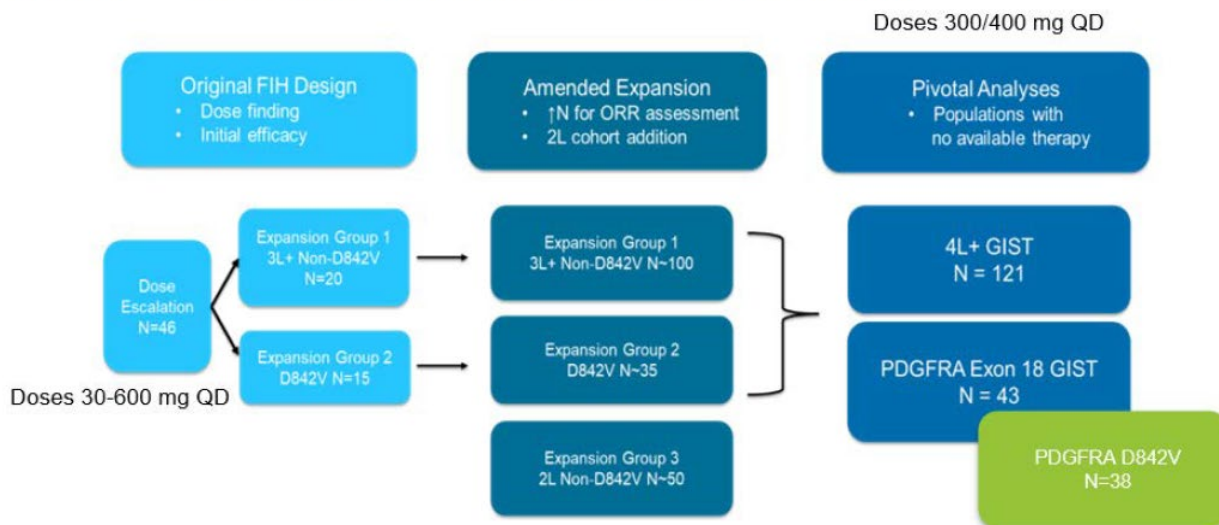 Doses 300/400 mg QD
Original FIH Design
• Dose finding
• Initial efficacy
Amended Expansion
• ↑N for ORR assessment
• 2L cohort addition
Pivotal Analyses
• Populations with
no available therapy
Dose
Escalation
N=46
Doses 30-600 mg QD
Expansion Group 1
3L+ Non-D842V
N=20
Expansion Group 2
D842V N=15
Expansion Group 1
3L+ Non-D842V N~100
Expansion Group 2
D842V N~35
Expansion Group 3
2L Non-D842V N~50
4L+ GIST
N = 121
PDGFRA Exon 18 GIST
N = 43
PDGFRA D842V
N=38